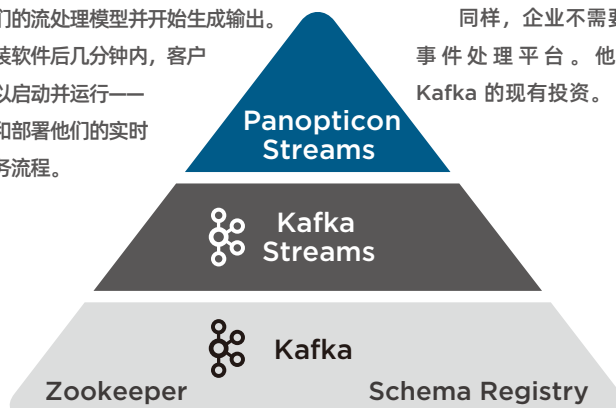 们的流处理模型并开始生成输出。
装软件后几分钟内，客户
以启动并运行——
和部署他们的实时
务流程。
同样，企业不需要
事件处理平台。他
Kafka 的现有投资。
Panopticon
Streams
Kafka
Streams
Kafka
Zookeeper
Schema Registry